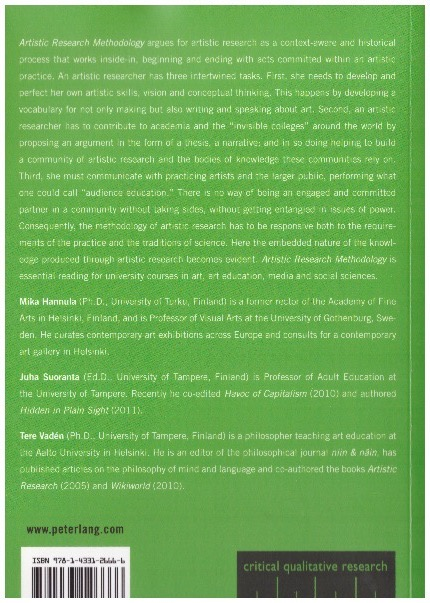 Artistic Research Methodology argues for artistic research as a context-aware and historical
process that works inside-in, beginning and ending with acts committed within an artistic
practice. An artistic researcher has three intertwined tasks. First, she needs to develop and
perfect her own artistic skills, vision and conceptual thinking. This happens by developing a
vocabulary for not only making but also writing and speaking about art. Second, an artistic
researcher has to contribute to academia and the “invisible colleges” around the world by
proposing an argument in the form of a thesis, a narrative; and in so doing helping to build
a community of artistic research and the bodies of knowledge these communities rely on.
Third, she must communicate with practicing artists and the larger public, performing what
one could call “audience education.” There is no way of being an engaged and committed
partner in a community without taking sides, without getting entangled in issues of power.
Consequently, the methodology of artistic research has to be responsive both to the require-
ments of the practice and the traditions of science. Here the embedded nature of the knowl-
edge produced through artistic research becomes evident. Artistic Research Methodology is
essential reading for university courses in art, art education, media and social sciences.
Mika Hannula (Ph.D., University of Turku, Finland) is a former rector of the Academy of Fine
Arts in Helsinki, Finland, and is Professor of Visual Arts at the University of Gothenburg, Swe-
den. He curates contemporary art exhibitions across Europe and consults for a contemporary
art gallery in Helsinki.
Juha Suoranta (Ed.D., University of Tampere, Finland) is Professor of Adult Education at
the University of Tampere. Recently he co-edited Havoc of Capitalism (2010) and authored
Hidden in Plain Sight (2011).
Tere Vadén (Ph.D., University of Tampere, Finland) is a philosopher teaching art education at
the Aalto University in Helsinki. He is an editor of the philosophical journal niin & näin, has
published articles on the philosophy of mind and language and co-authored the books Artistic
Research (2005) and Wikiworld (2010).
www.peterlang.com
ISBN 978-1-4331-2666-6
critical qualitative research